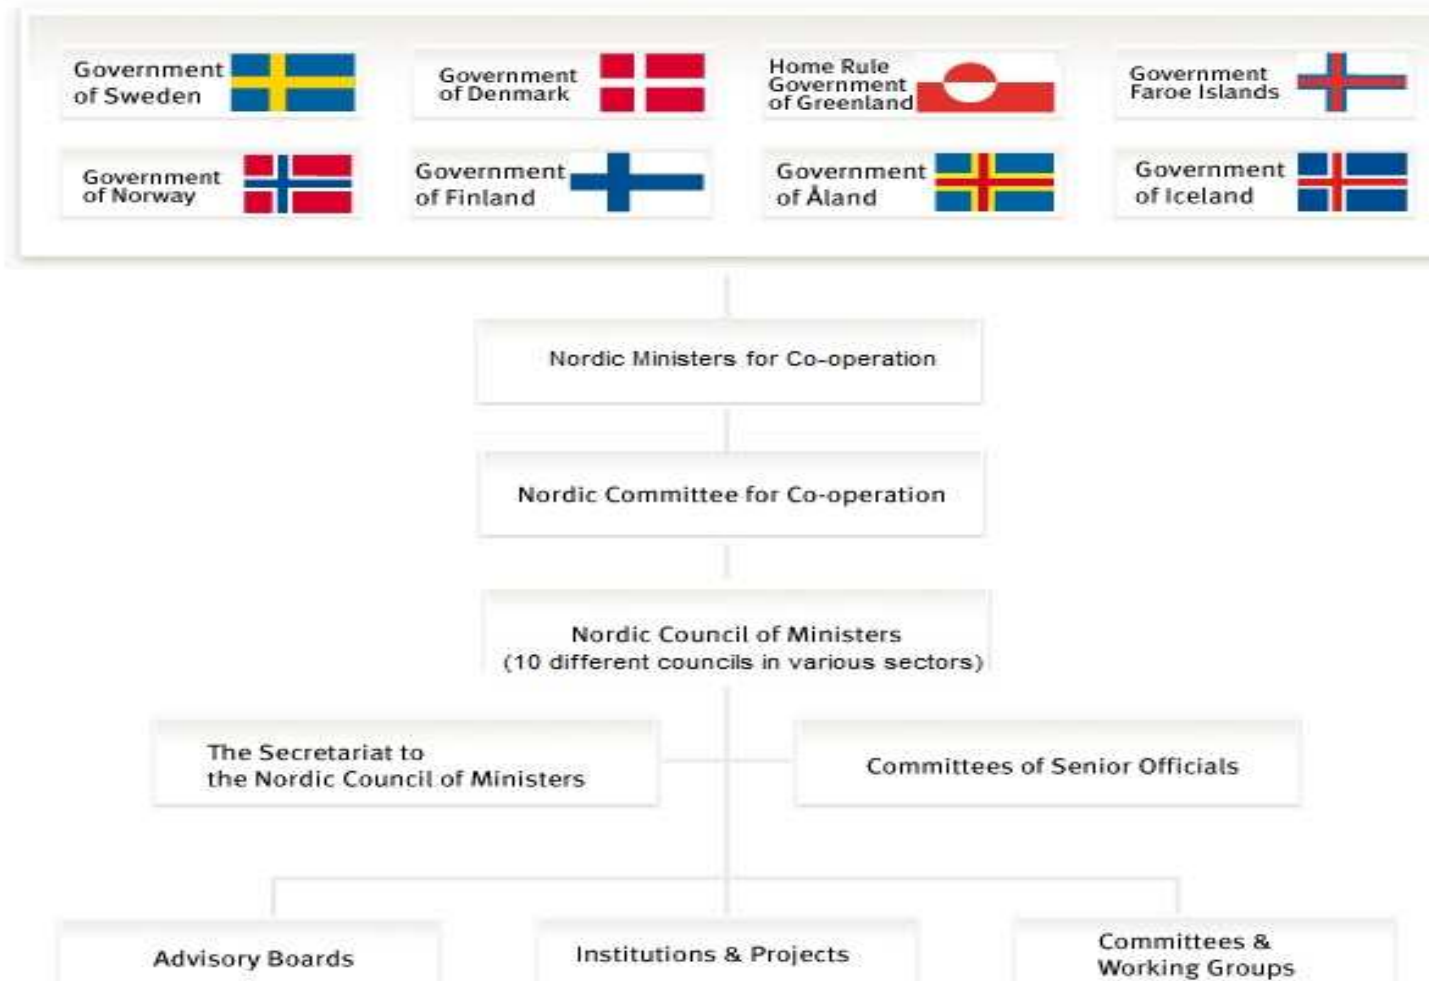 Government
of Sweden
Government
of Denmark
Home Rule
Government
of Greenland
Government
Faroe Islands
Government
of Norway
Government
of Finland
Government
of Åland
Government
of Iceland
Nordic Ministers for Co-operation
Nordic Committee for Co-operation
Nordic Council of Ministers
(10 different councils in various sectors)
The Secretariat to
the Nordic Council of Ministers
Committees of Senior Officials
Advisory Boards
Institutions & Projects
Committees &
Working Groups